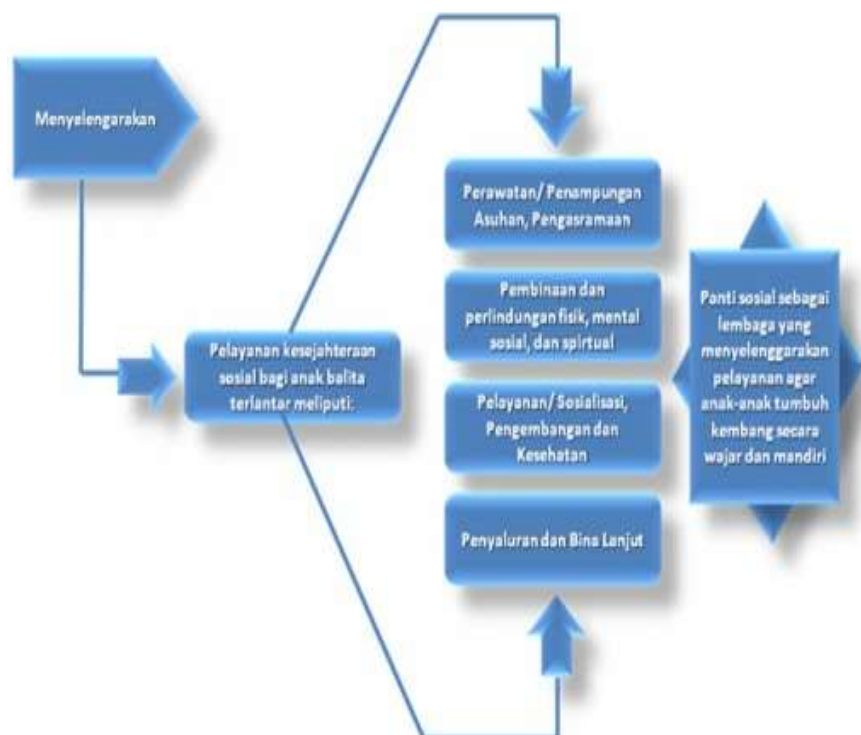 Menyelengarakan
Pelayanan kesejahteraan
sosial bagi anak balita
terlantar meliputi:
Perawatan/ Penampungan
Asuhan, Pengasramaan
Pembinaan dan
perlindungan fisik, mental
sosial, dan spirtual
Pelayanan/ Sosialisasi,
Pengembangan dan
Kesehatan
Penyaluran dan Bina Lanjut
Panti sosial sebagai
lembaga yang
menyelenggarakan
pelayanan agar
anak-anak tumbuh
kembang secara
wajar dan mandiri